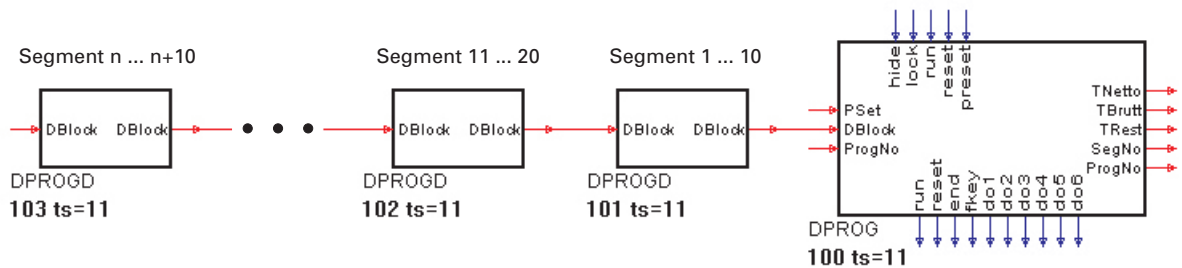 Segment n ... n+10
DBlock DBlock
DPROGD
103 ts=11
• • •
Segment 11 ... 20
DBlock DBlock
DPROGD
102 ts=11
Segment 1 ... 10
DBlock DBlock
DPROGD
101 ts=11
hide
lock
run
reset
preset
PSet
DBlock
ProgNo
TNetto
TBrutt
TRest
SegNo
ProgNo
run
reset
end
fkey
do1
do2
do3
do4
do5
do6
DPROG
100 ts=11